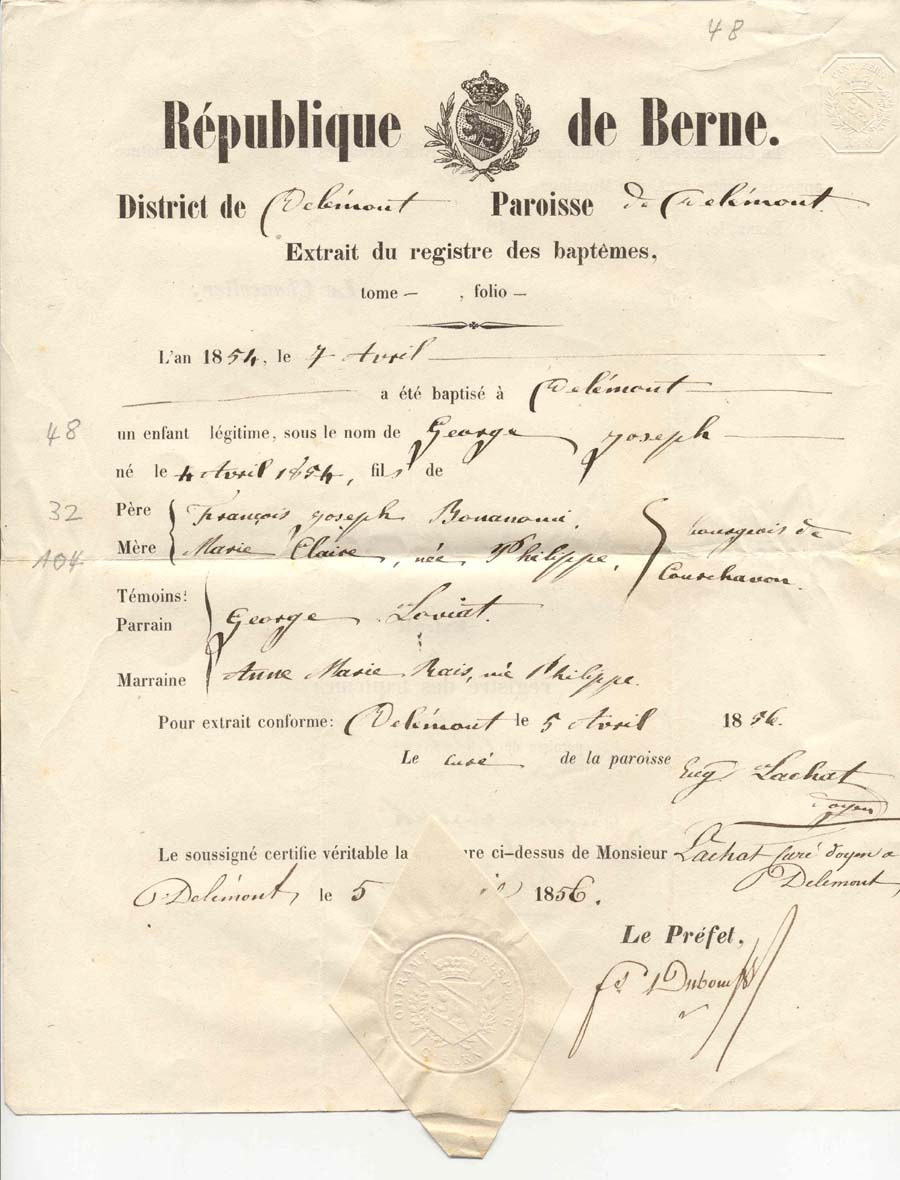 48
République de Berne.
District de Delémont Paroisse de Delémont
Extrait du registre des baptêmes,
tome — , folio —
L'an 1854, le 7 Avril
a été baptisé à Delémont
48 un enfant légitime, sous le nom de George Joseph
né le 4 Avril 1854, fils de
32 Père François Joseph Bonanomi,
104 Mère Marie Claire, née Philippe, bourgeois de
Courchavon.
Témoins:
Parrain George Loviat.
Marraine Anne Marie Rais, née Philippe.
Pour extrait conforme: Delémont le 5 Avril 1856.
Le curé de la paroisse Eug. Lachat
doyen
Le soussigné certifie véritable la ure ci-dessus de Monsieur Lachat Curé doyen a
Delémont, le 5 1856. Delémont,
Le Préfet,